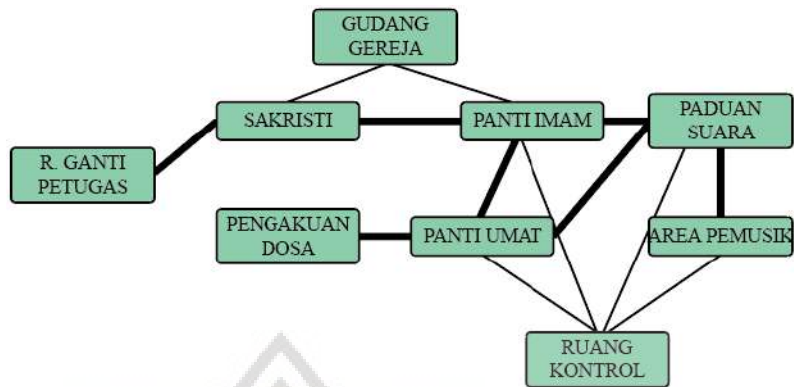 GUDANG
GEREJA
SAKRISTI
PANTI IMAM
PADUAN
SUARA
R. GANTI
PETUGAS
PENGAKUAN
DOSA
PANTI UMAT
AREA PEMUSIK
RUANG
KONTROL